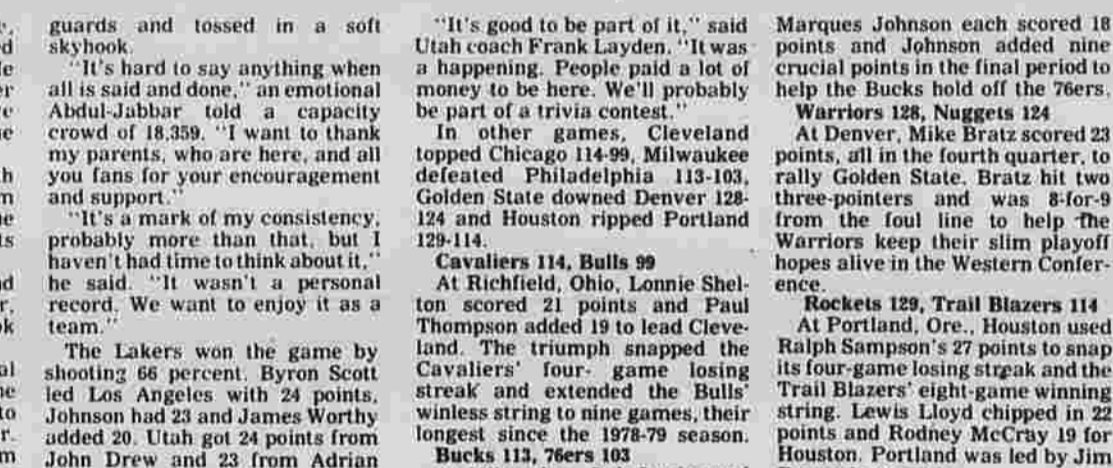 guards and tossed in a soft
skyhook.
"It's hard to say anything when
all is said and done," an emotional
Abdul-Jabbar told a capacity
crowd of 18,359. "I want to thank
my parents, who are here, and all
you fans for your encouragement
and support."
"It's a mark of my consistency,
probably more than that, but I
haven't had time to think about it,"
he said. "It wasn't a personal
record. We want to enjoy it as a
team."
The Lakers won the game by
shooting 66 percent. Byron Scott
led Los Angeles with 24 points,
Johnson had 23 and James Worthy
added 20. Utah got 24 points from
John Drew and 23 from Adrian
"It's good to be part of it," said
Utah coach Frank Layden. "It was
a happening. People paid a lot of
money to be here. We'll probably
be part of a trivia contest."
In other games, Cleveland
topped Chicago 114-99, Milwaukee
defeated Philadelphia 113-103,
Golden State downed Denver 128-
124 and Houston ripped Portland
129-114.
Cavaliers 114, Bulls 99
At Richfield, Ohio, Lonnie Shel-
ton scored 21 points and Paul
Thompson added 19 to lead Cleve-
land. The triumph snapped the
Cavaliers' four- game losing
streak and extended the Bulls'
winless string to nine games, their
longest since the 1978-79 season.
Bucks 113, 76ers 103
Marques Johnson each scored 18
points and Johnson added nine
crucial points in the final period to
help the Bucks hold off the 76ers.
Warriors 128, Nuggets 124
At Denver, Mike Bratz scored 23
points, all in the fourth quarter, to
rally Golden State. Bratz hit two
three-pointers and was 8-for-9
from the foul line to help the
Warriors keep their slim playoff
hopes alive in the Western Confer-
ence.
Rockets 129, Trail Blazers 114
At Portland, Ore., Houston used
Ralph Sampson's 27 points to snap
its four-game losing streak and the
Trail Blazers' eight-game winning
string. Lewis Lloyd chipped in 22
points and Rodney McCray 19 for
Houston. Portland was led by Jim